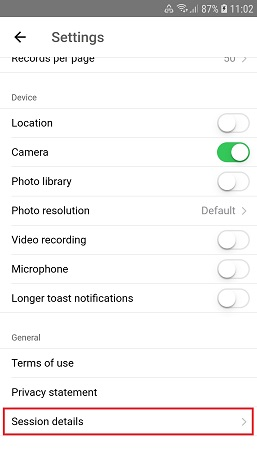 87% 11:02
Settings
Records per page 50
Device
Location
Camera
Photo library
Photo resolution Default
Video recording
Microphone
Longer toast notifications
General
Terms of use
Privacy statement
Session details